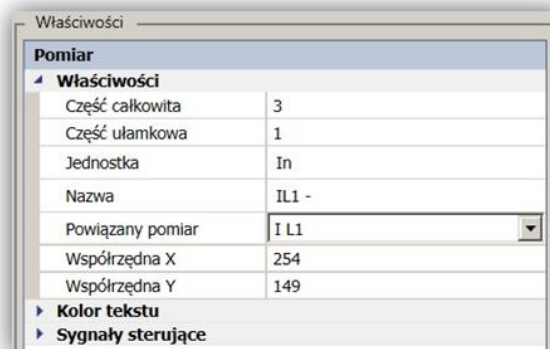 Właściwości
Pomiar
Właściwości
Część całkowita 3
Część ułamkowa 1
Jednostka In
Nazwa IL1 -
Powiązany pomiar I L1
Współrzędna X 254
Współrzędna Y 149
Kolor tekstu
Sygnały sterujące